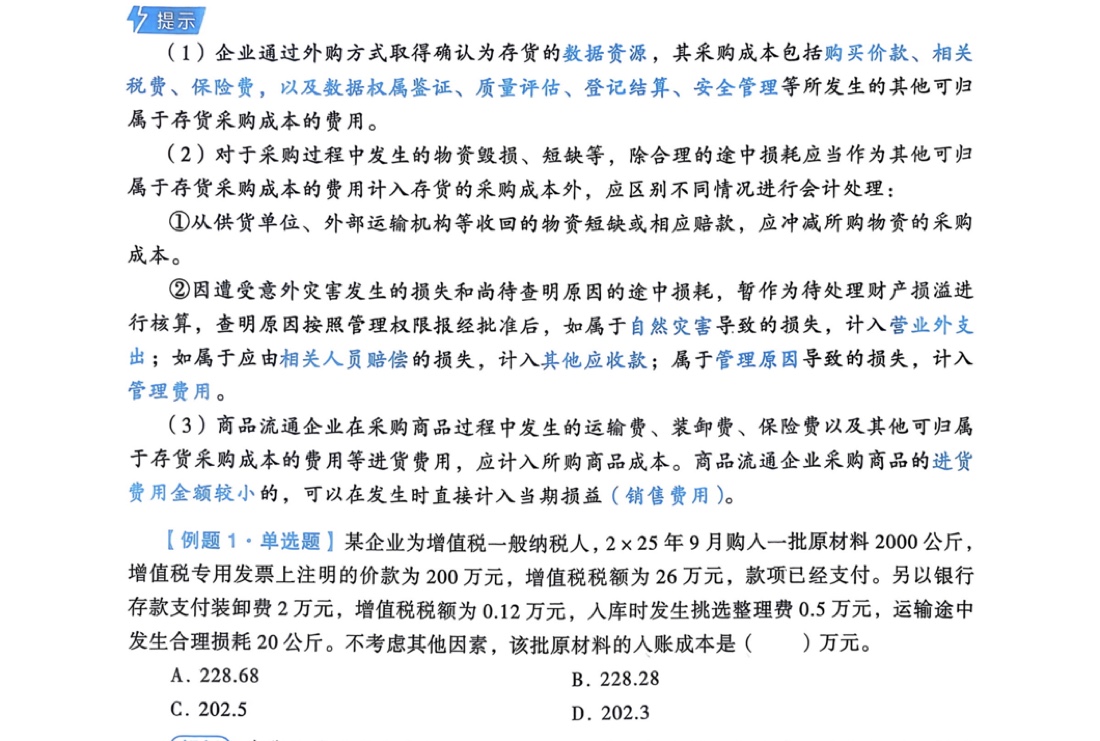 提示
（1）企业通过外购方式取得确认为存货的数据资源，其采购成本包括购买价款、相关
税费、保险费，以及数据权属鉴证、质量评估、登记结算、安全管理等所发生的其他可归
属于存货采购成本的费用。
（2）对于采购过程中发生的物资毁损、短缺等，除合理的途中损耗应当作为其他可归
属于存货采购成本的费用计入存货的采购成本外，应区别不同情况进行会计处理：
①从供货单位、外部运输机构等收回的物资短缺或相应赔款，应冲减所购物资的采购
成本。
②因遭受意外灾害发生的损失和尚待查明原因的途中损耗，暂作为待处理财产损溢进
行核算，查明原因按照管理权限报经批准后，如属于自然灾害导致的损失，计入营业外支
出；如属于应由相关人员赔偿的损失，计入其他应收款；属于管理原因导致的损失，计入
管理费用。
（3）商品流通企业在采购商品过程中发生的运输费、装卸费、保险费以及其他可归属
于存货采购成本的费用等进货费用，应计入所购商品成本。商品流通企业采购商品的进货
费用金额较小的，可以在发生时直接计入当期损益（销售费用）。
【例题1·单选题】某企业为增值税一般纳税人，2×25年9月购入一批原材料2000公斤，
增值税专用发票上注明的价款为200万元，增值税税额为26万元，款项已经支付。另以银行
存款支付装卸费2万元，增值税税额为0.12万元，入库时发生挑选整理费0.5万元，运输途中
发生合理损耗20公斤。不考虑其他因素，该批原材料的入账成本是（　　）万元。
A. 228.68　　B. 228.28
C. 202.5　　D. 202.3